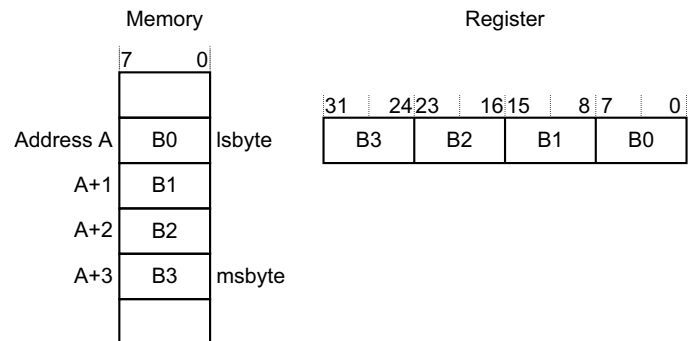 Memory Register
7 0
31 24 23 16 15 8 7 0
Address A B0 lsbyte B3 B2 B1 B0
A+1 B1
A+2 B2
A+3 B3 msbyte